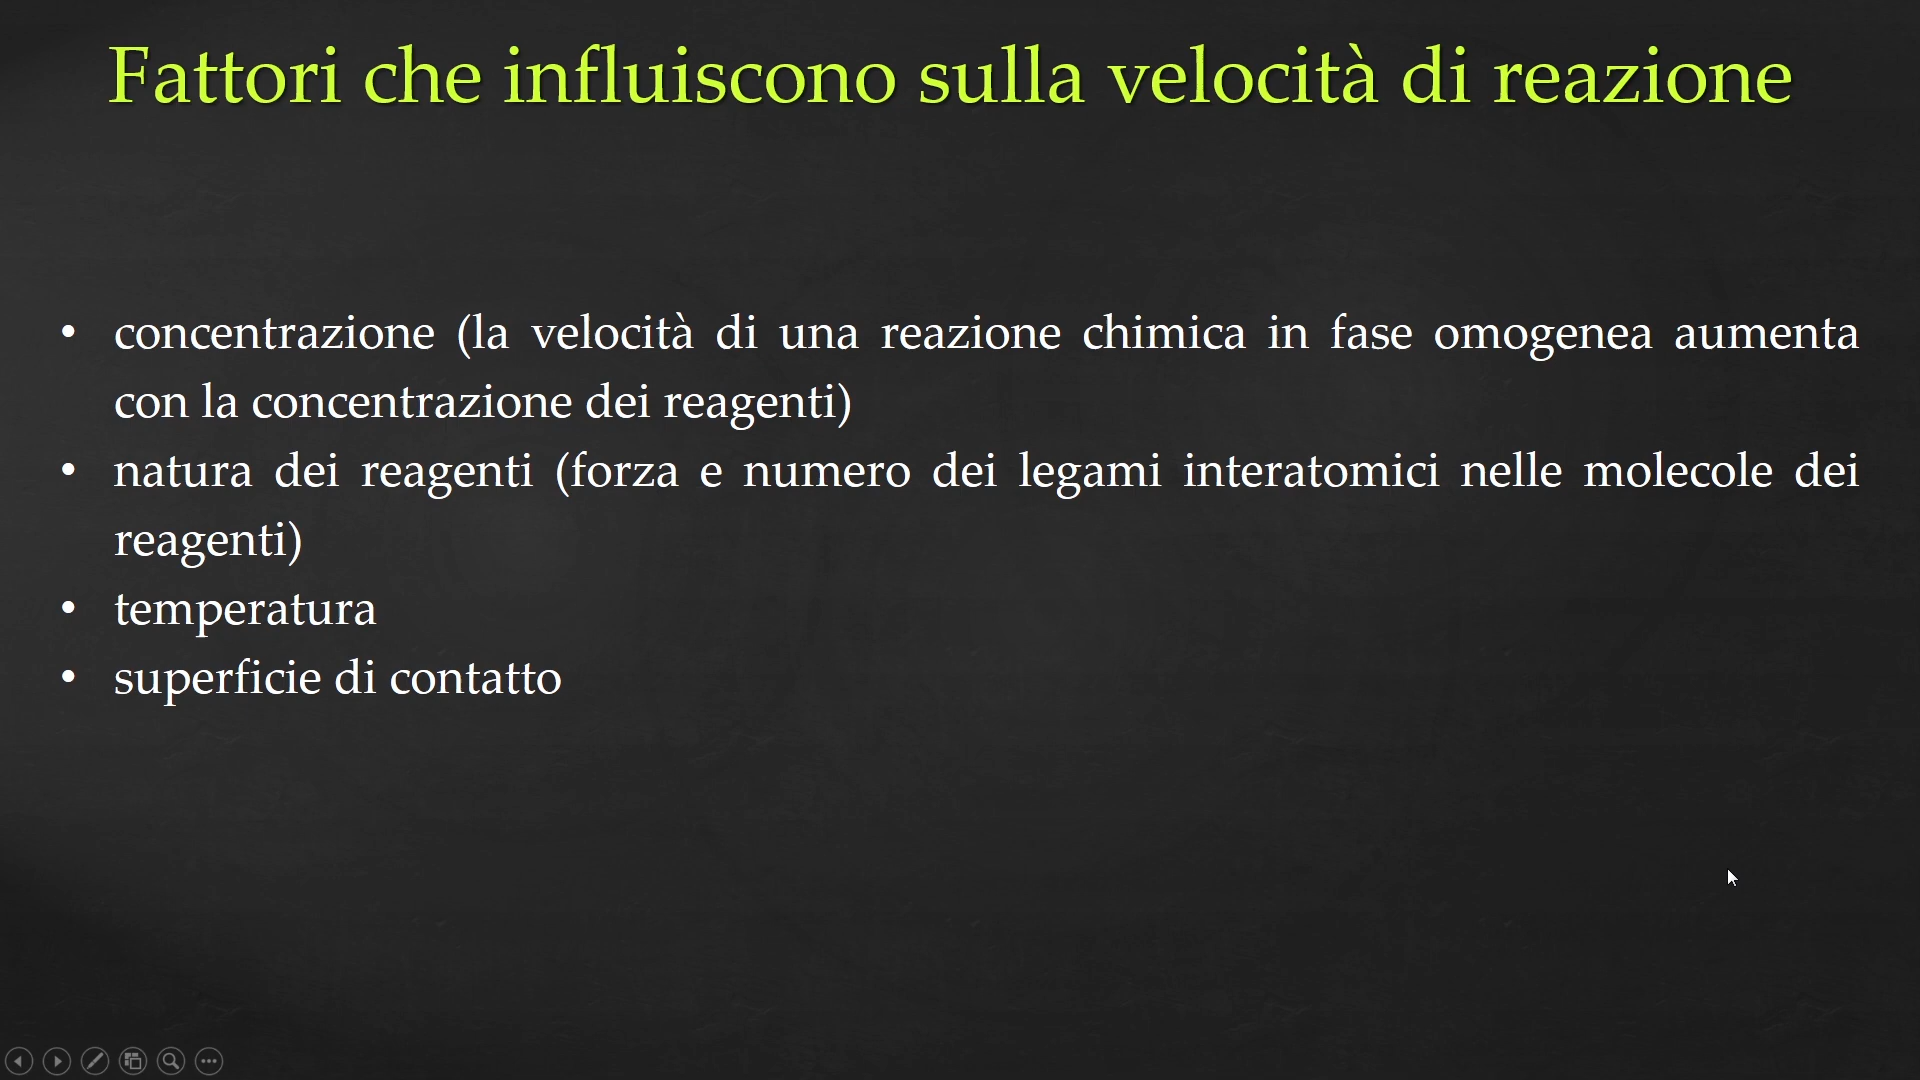 Fattori che influiscono sulla velocità di reazione
• concentrazione (la velocità di una reazione chimica in fase omogenea aumenta
con la concentrazione dei reagenti)
• natura dei reagenti (forza e numero dei legami interatomici nelle molecole dei
reagenti)
• temperatura
• superficie di contatto